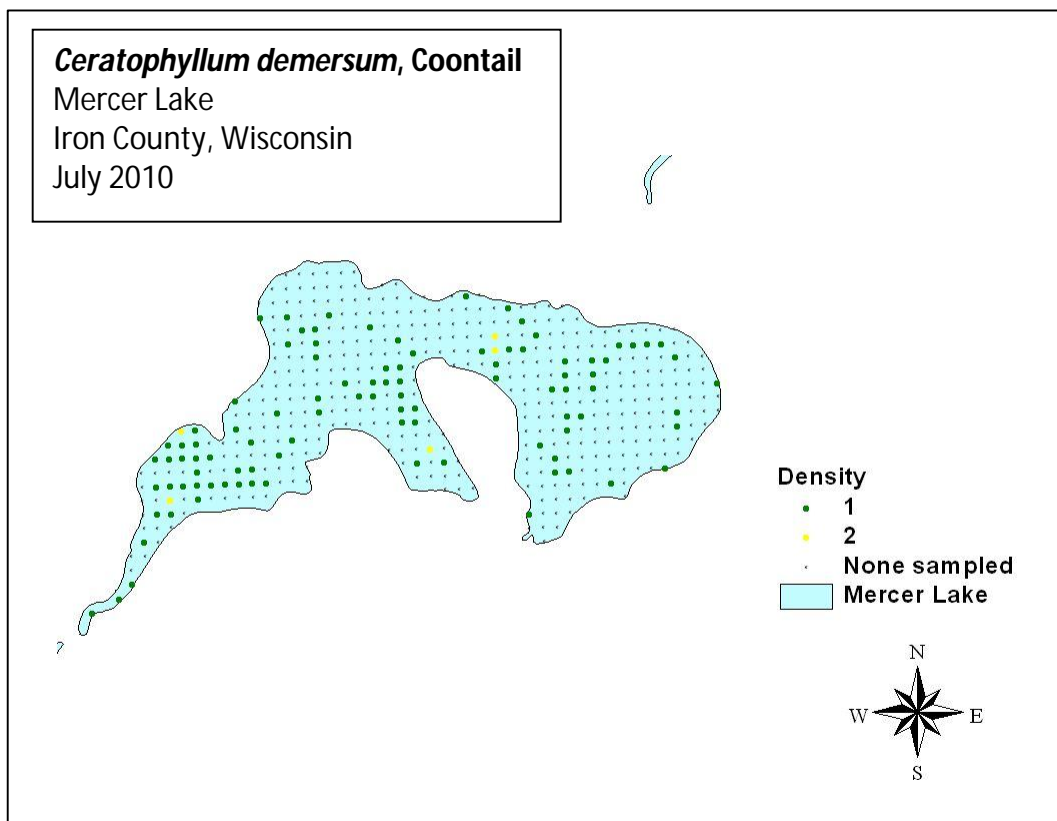 Ceratophyllum demersum, Coontail
Mercer Lake
Iron County, Wisconsin
July 2010
Density
1
2
None sampled
Mercer Lake
N
W E
S